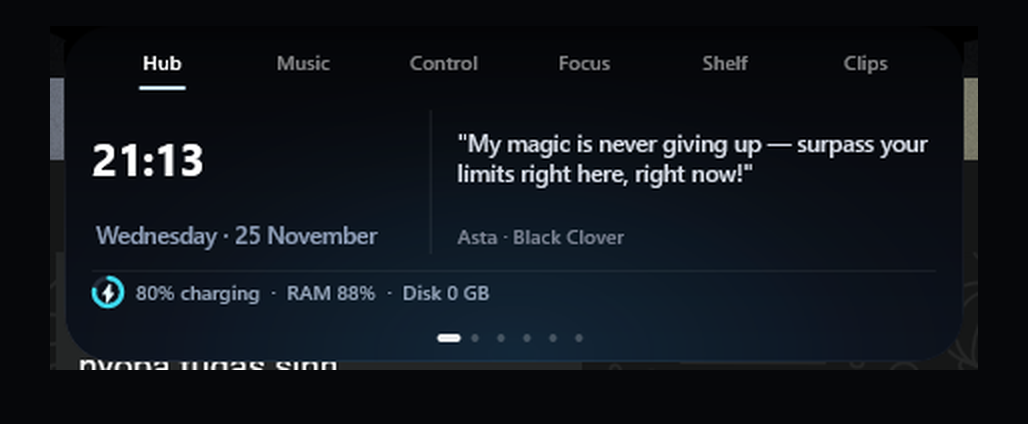 Hub Music Control Focus Shelf Clips
21:13
Wednesday · 25 November
"My magic is never giving up — surpass your
limits right here, right now!"
Asta · Black Clover
80% charging · RAM 88% · Disk 0 GB